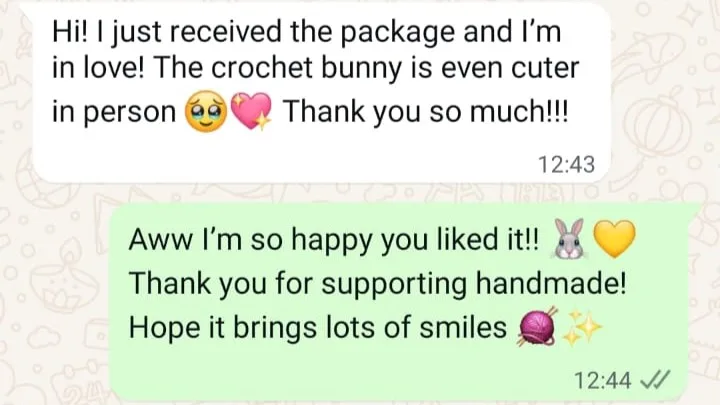 Hi! I just received the package and I’m
in love! The crochet bunny is even cuter
in person 🥹💖 Thank you so much!!!
12:43
Aww I’m so happy you liked it!! 🐇💛
Thank you for supporting handmade!
Hope it brings lots of smiles 🧶✨
12:44